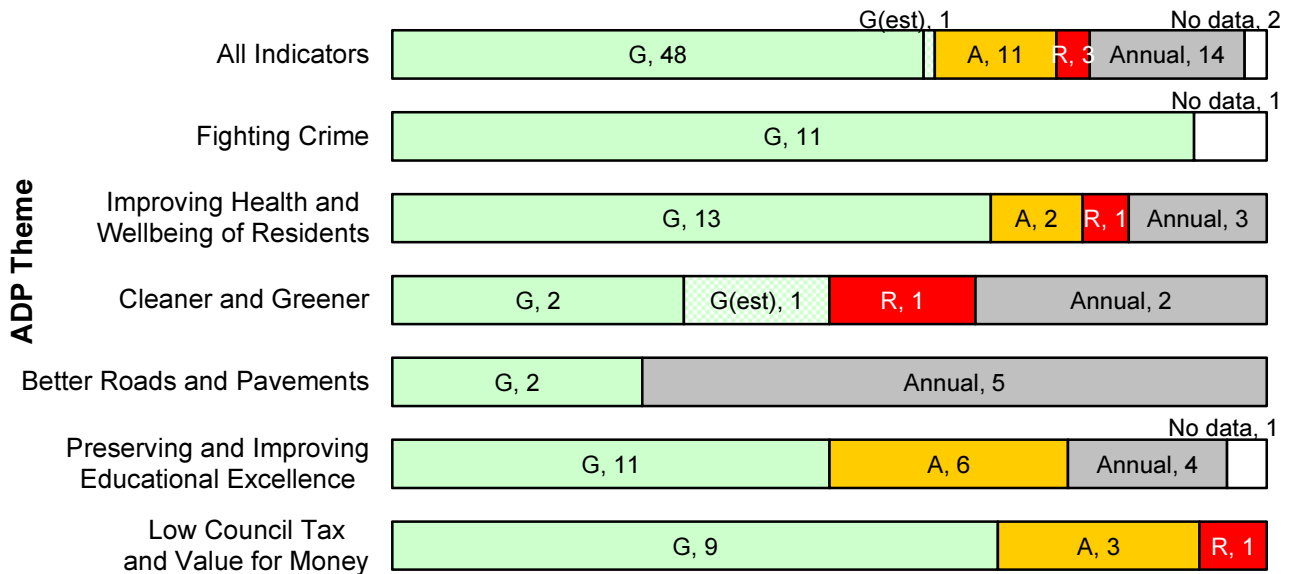 G(est), 1
No data, 2
All Indicators
G, 48
A, 11
R, 3
Annual, 14
No data, 1
Fighting Crime
G, 11
ADP Theme
Improving Health and
Wellbeing of Residents
G, 13
A, 2
R, 1
Annual, 3
Cleaner and Greener
G, 2
G(est), 1
R, 1
Annual, 2
Better Roads and Pavements
G, 2
Annual, 5
No data, 1
Preserving and Improving
Educational Excellence
G, 11
A, 6
Annual, 4
Low Council Tax
and Value for Money
G, 9
A, 3
R, 1